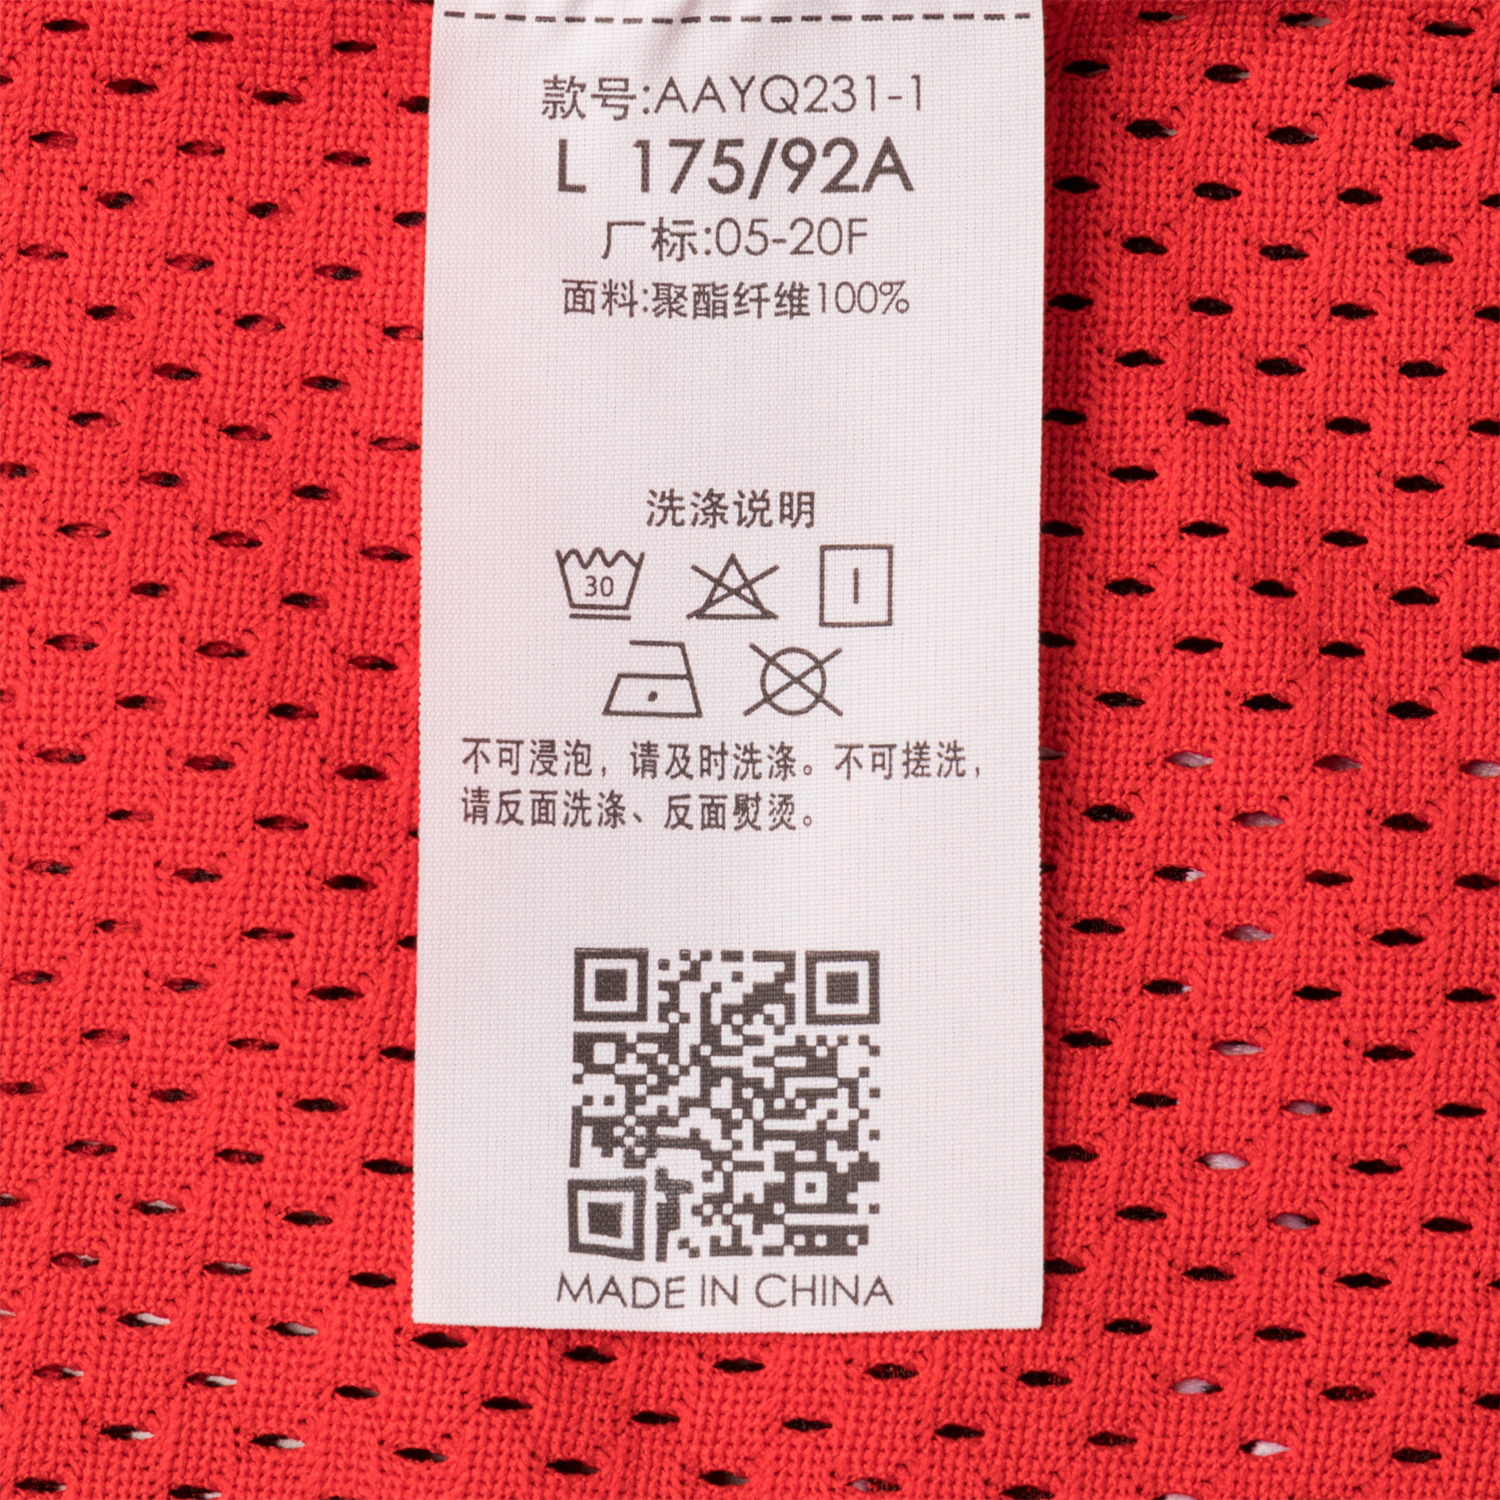 款号:AAYQ231-1
L 175/92A
厂标:05-20F
面料:聚酯纤维100%
洗涤说明
30
不可浸泡，请及时洗涤。不可搓洗，
请反面洗涤、反面熨烫。
MADE IN CHINA